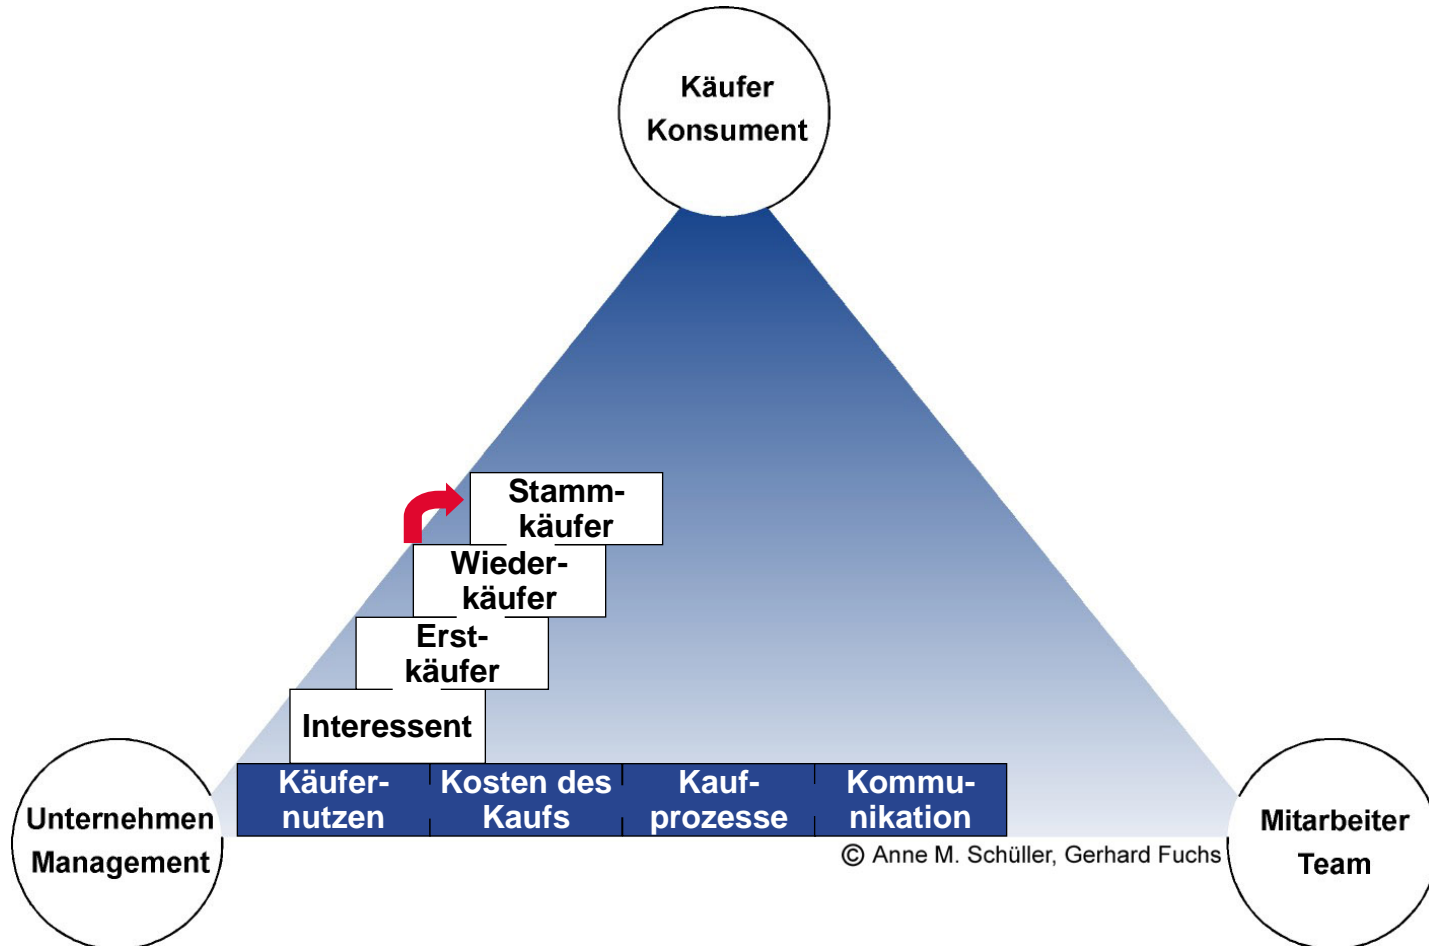 Käufer
Konsument
Stamm-
käufer
Wieder-
käufer
Erst-
käufer
Interessent
Käufer-
nutzen
Kosten des
Kaufs
Kauf-
prozesse
Kommu-
nikation
Unternehmen
Management
Mitarbeiter
Team
© Anne M. Schüller, Gerhard Fuchs